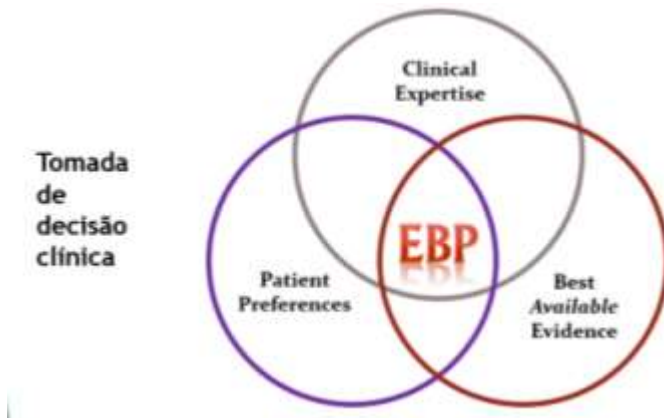 Tomada
de
decisão
clínica
Clinical
Expertise
EBP
Patient
Preferences
Best
Available
Evidence